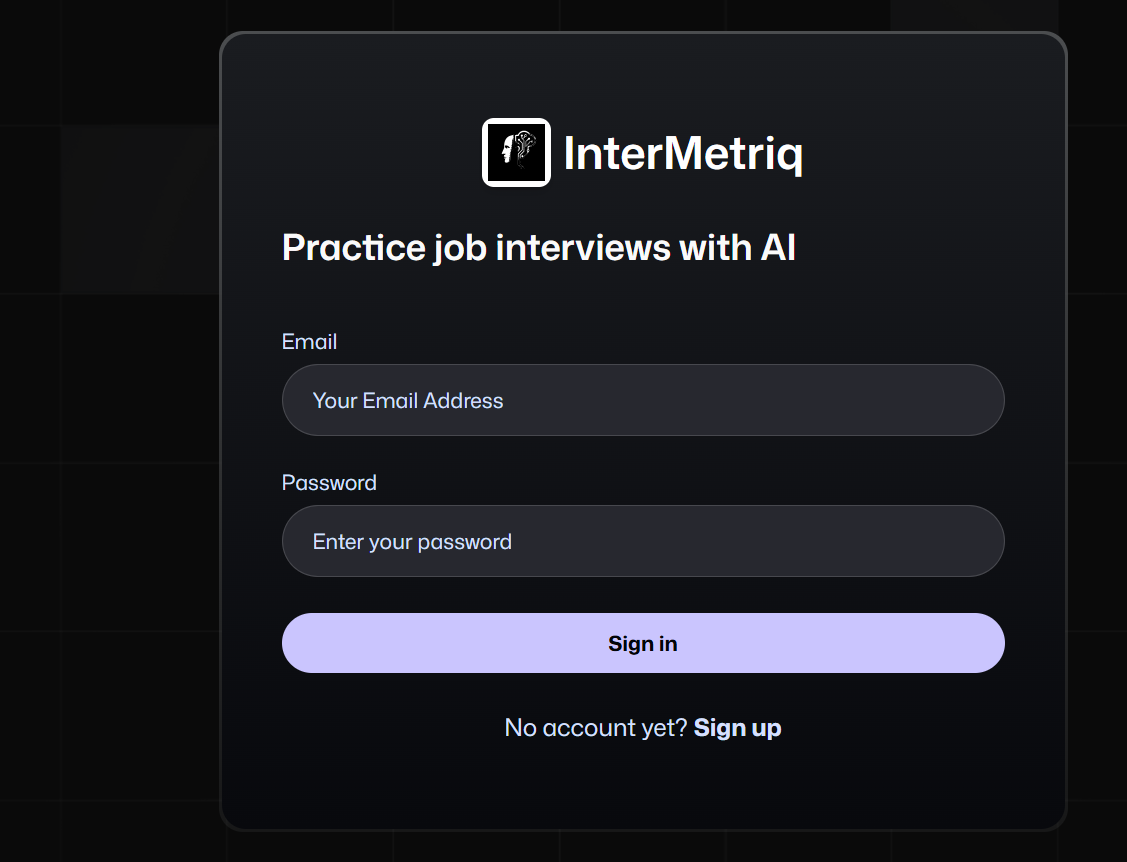 InterMetriq
Practice job interviews with AI
Email
Your Email Address
Password
Enter your password
Sign in
No account yet? Sign up